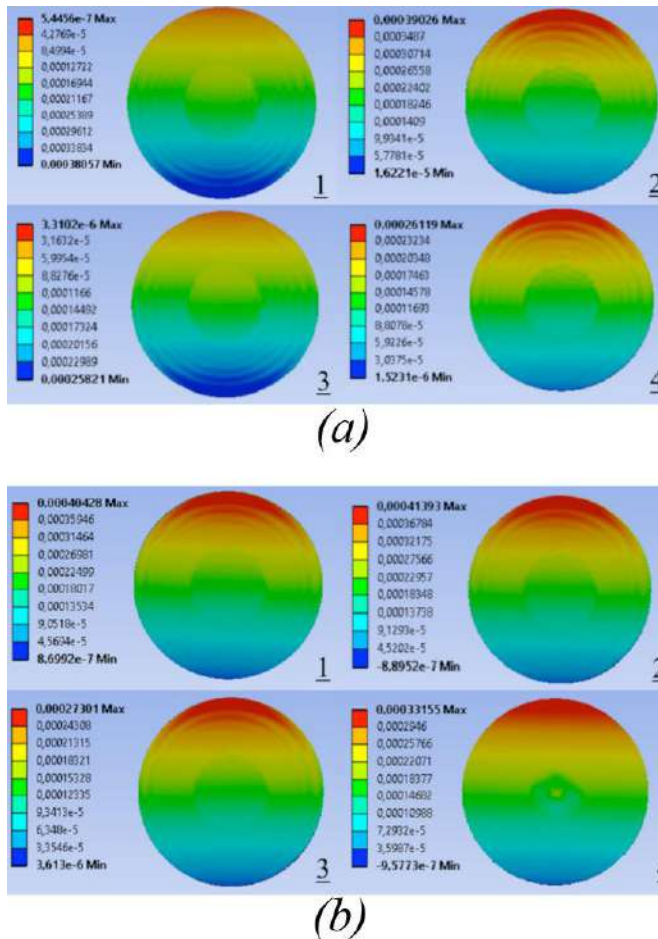 5,4456e-7 Max
4,2769e-5
8,4994e-5
0,00012722
0,00016944
0,00021167
0,00025389
0,00029612
0,00033834
0,00038057 Min
1
0,00039026 Max
0,0003487
0,00030714
0,00026558
0,00022402
0,00018246
0,0001409
9,9341e-5
5,7781e-5
1,6221e-5 Min
2
3,3102e-6 Max
3,1632e-5
5,9954e-5
8,8276e-5
0,0001166
0,00014492
0,00017324
0,00020156
0,00022989
0,00025821 Min
3
0,00026119 Max
0,00023234
0,00020348
0,00017463
0,00014578
0,00011693
8,8078e-5
5,9226e-5
3,0375e-5
1,5231e-6 Min
4
(a)
0,00040428 Max
0,00035946
0,00031464
0,00026981
0,00022499
0,00018017
0,00013534
9,0518e-5
4,5694e-5
8,6992e-7 Min
1
0,00041393 Max
0,00036784
0,00032175
0,00027566
0,00022957
0,00018348
0,00013738
9,1293e-5
4,5202e-5
-8,8952e-7 Min
2
0,00027301 Max
0,00024308
0,00021315
0,00018321
0,00015328
0,00012335
9,3413e-5
6,348e-5
3,3546e-5
3,613e-6 Min
3
0,00033155 Max
0,0002946
0,00025766
0,00022071
0,00018377
0,00014682
0,00010988
7,2932e-5
3,5987e-5
-9,5773e-7 Min
(b)